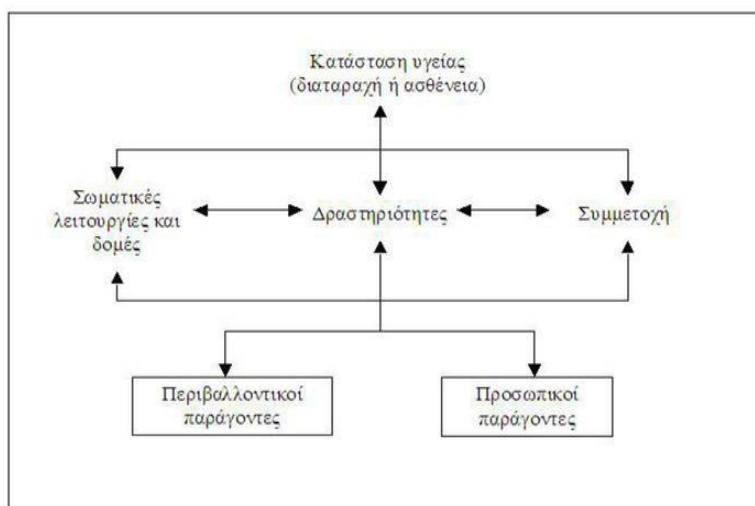 Κατάσταση υγείας
(διαταραχή ή ασθένεια)
Σωματικές
λειτουργίες και
δομές
Δραστηριότητες
Συμμετοχή
Περιβαλλοντικοί
παράγοντες
Προσωπικοί
παράγοντες